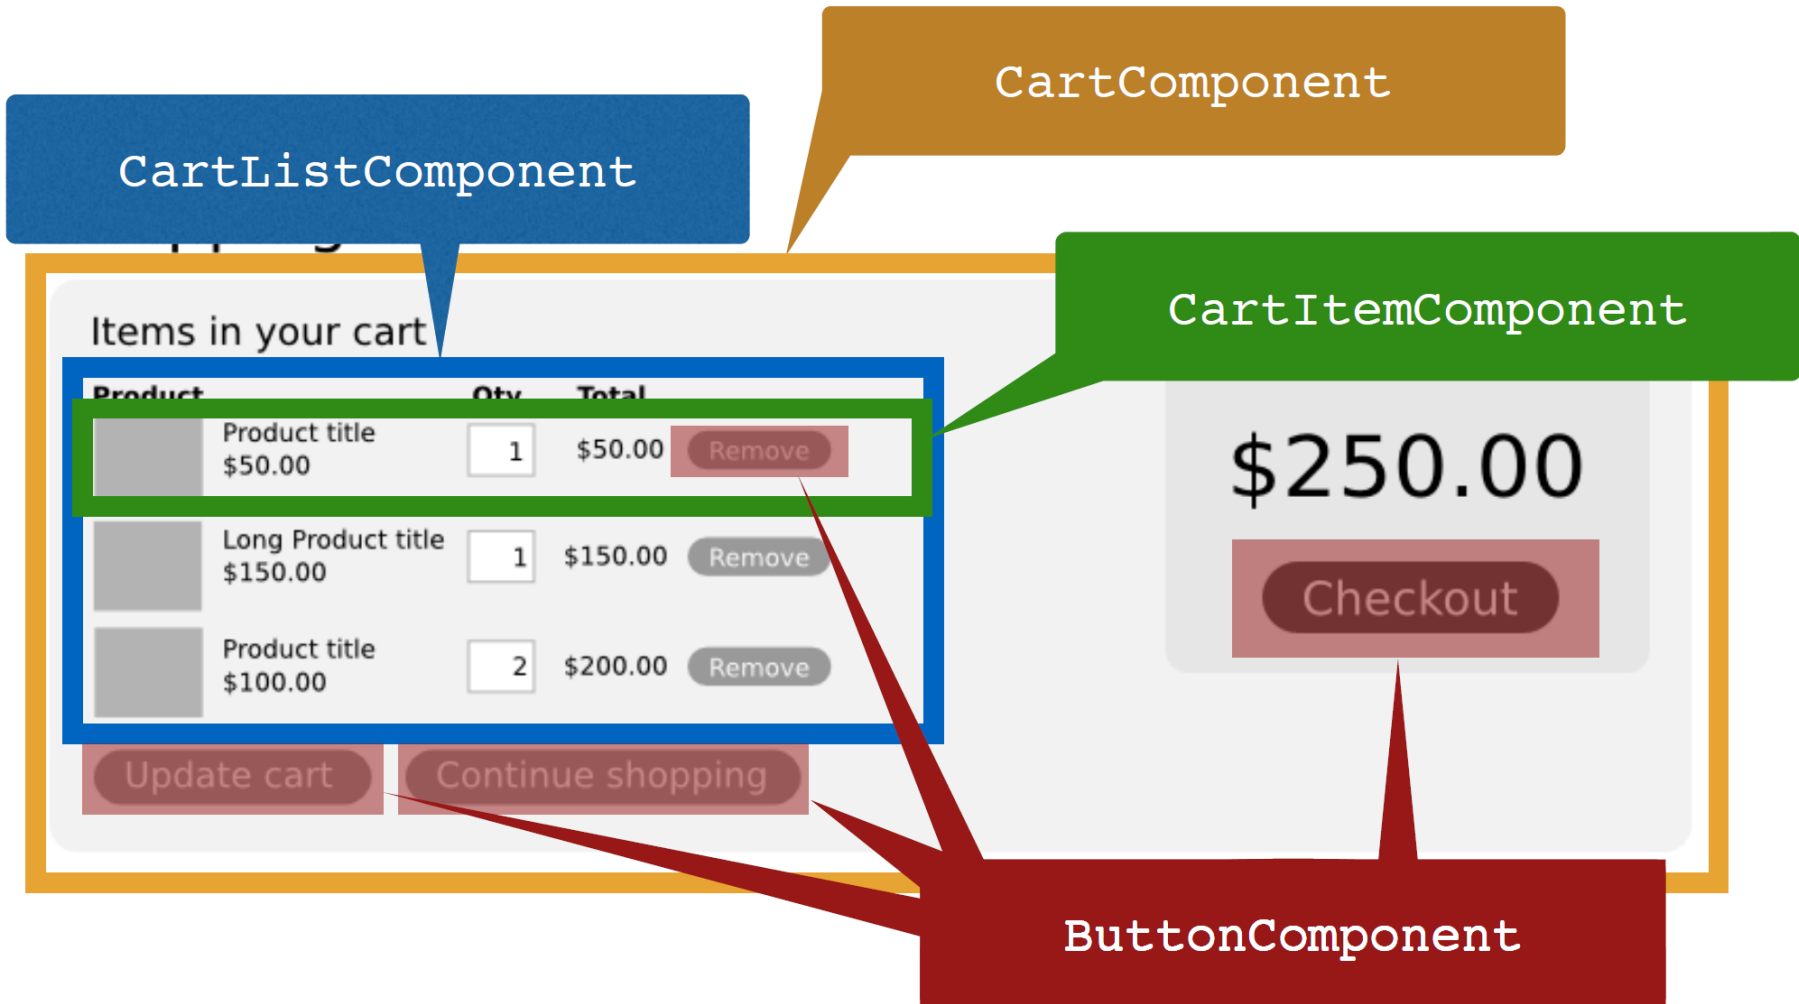 CartComponent
CartListComponent
CartItemComponent
Items in your cart
Product Qty Total
Product title
$50.00
1 $50.00 Remove
Long Product title
$150.00
1 $150.00 Remove
Product title
$100.00
2 $200.00 Remove
$250.00
Checkout
Update cart Continue shopping
ButtonComponent